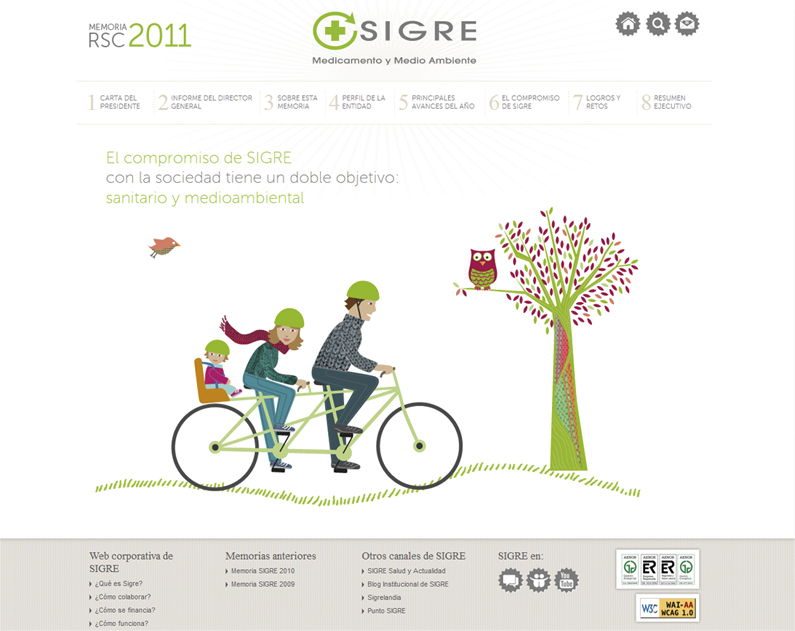 MEMORIA
RSC 2011
SIGRE
Medicamento y Medio Ambiente
1 CARTA DEL
PRESIDENTE
2 INFORME DEL DIRECTOR
GENERAL
3 SOBRE ESTA
MEMORIA
4 PERFIL DE LA
ENTIDAD
5 PRINCIPALES
AVANCES DEL AÑO
6 EL COMPROMISO
DE SIGRE
7 LOGROS Y
RETOS
8 RESUMEN
EJECUTIVO
El compromiso de SIGRE
con la sociedad tiene un doble objetivo:
sanitario y medioambiental
Web corporativa de
SIGRE
¿Qué es Sigre?
¿Cómo colaborar?
¿Cómo se financia?
¿Cómo funciona?
Memorias anteriores
Memoria SIGRE 2010
Memoria SIGRE 2009
Otros canales de SIGRE
SIGRE Salud y Actualidad
Blog Institucional de SIGRE
Sigrelandia
Punto SIGRE
SIGRE en:
You
Tube
AENOR AENOR AENOR AENOR
ER ER
W3C WAI-AA
WCAG 1.0